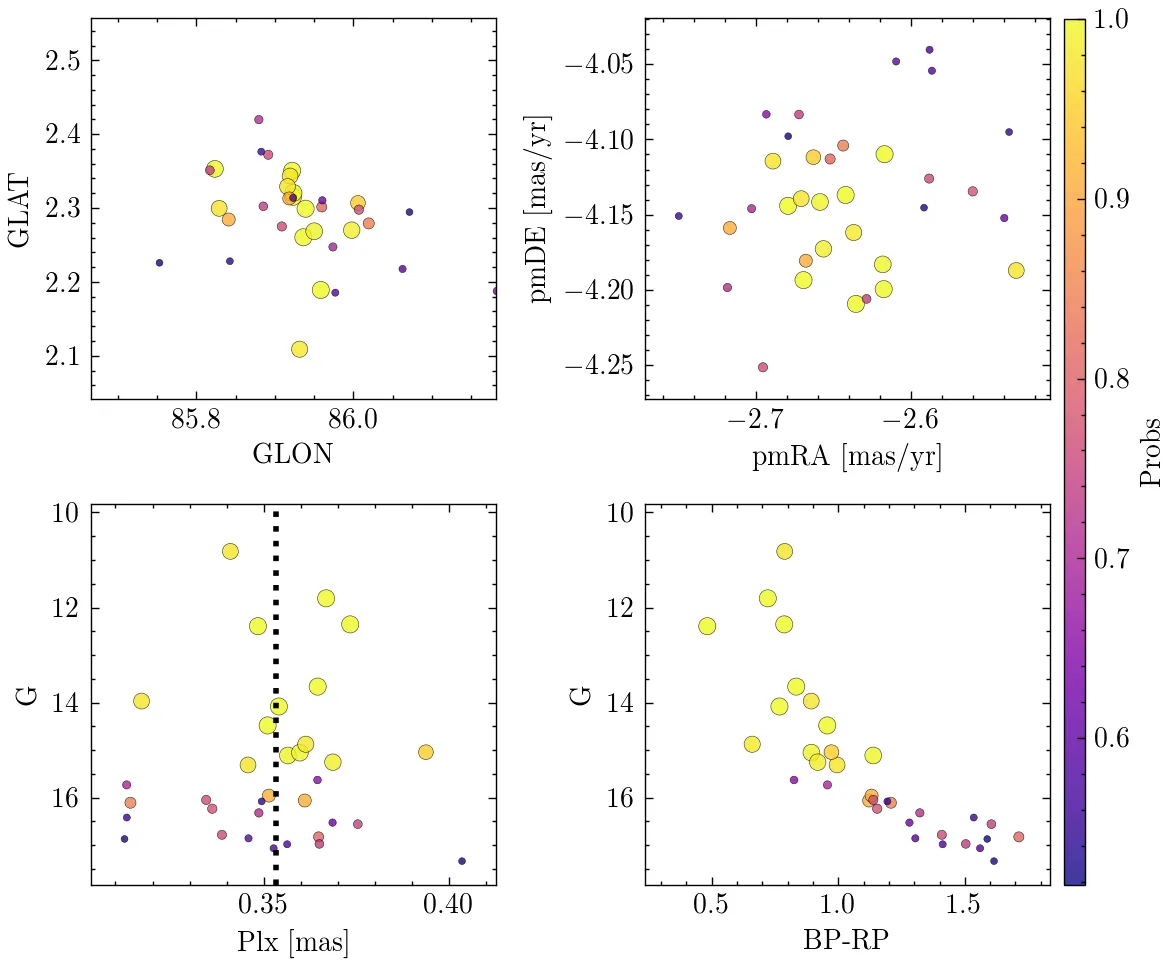 2.5
2.4
2.3
2.2
2.1
GLAT
85.8 86.0
GLON
−4.05
−4.10
−4.15
−4.20
−4.25
pmDE [mas/yr]
−2.7 −2.6
pmRA [mas/yr]
10
12
14
16
G
0.35 0.40
Plx [mas]
10
12
14
16
G
0.5 1.0 1.5
BP-RP
1.0
0.9
0.8
0.7
0.6
Probs